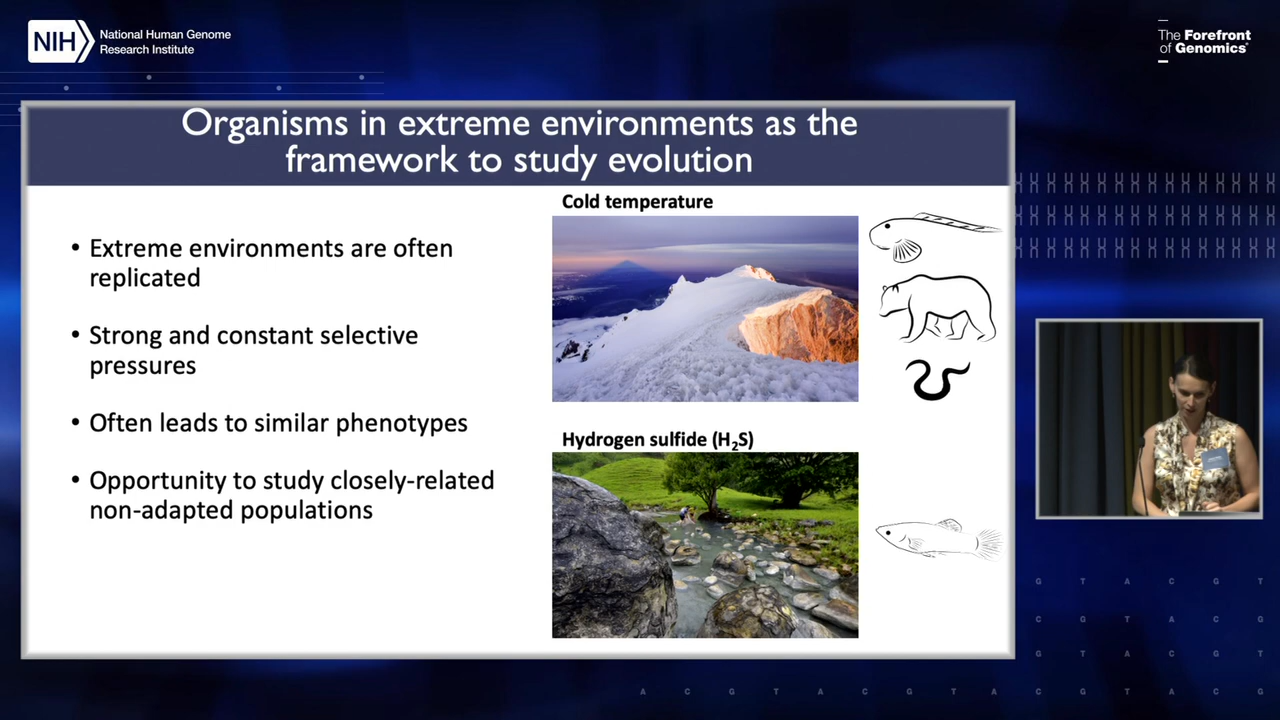 NIH
National Human Genome
Research Institute
The Forefront
of Genomics®
Organisms in extreme environments as the
framework to study evolution
• Extreme environments are often
replicated
• Strong and constant selective
pressures
• Often leads to similar phenotypes
• Opportunity to study closely-related
non-adapted populations
Cold temperature
Hydrogen sulfide (H₂S)
G T A C G T
C G T A C G
G T A C G T
A C G T A C G T A C G T A C G